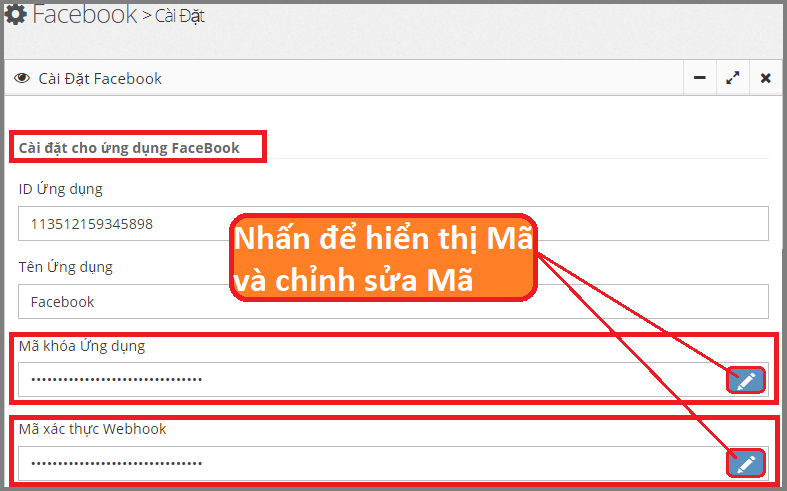 Facebook > Cài Đặt
Cài Đặt Facebook
Cài đặt cho ứng dụng FaceBook
ID Ứng dụng
113512159345898
Nhấn để hiển thị Mã
và chỉnh sửa Mã
Tên Ứng dụng
Facebook
Mã khóa Ứng dụng
••••••••••••••••••••••••••••••••
Mã xác thực Webhook
••••••••••••••••••••••••••••••••